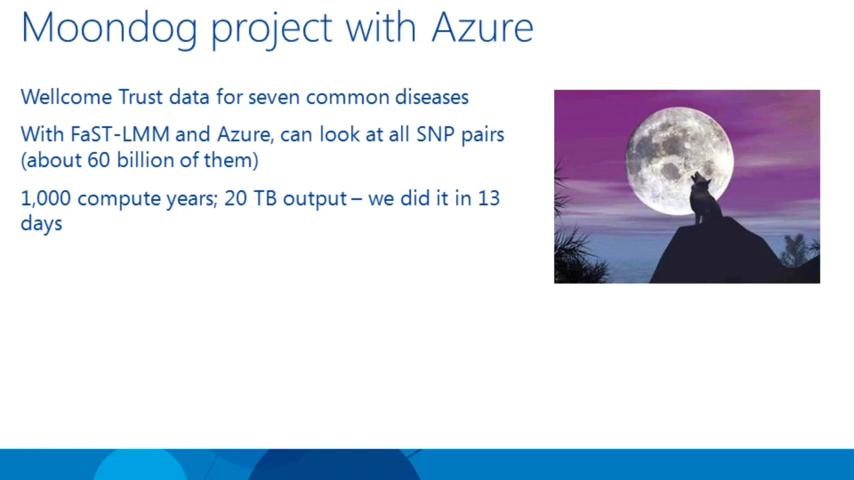 Moondog project with Azure
Wellcome Trust data for seven common diseases
With FaST-LMM and Azure, can look at all SNP pairs
(about 60 billion of them)
1,000 compute years; 20 TB output – we did it in 13
days